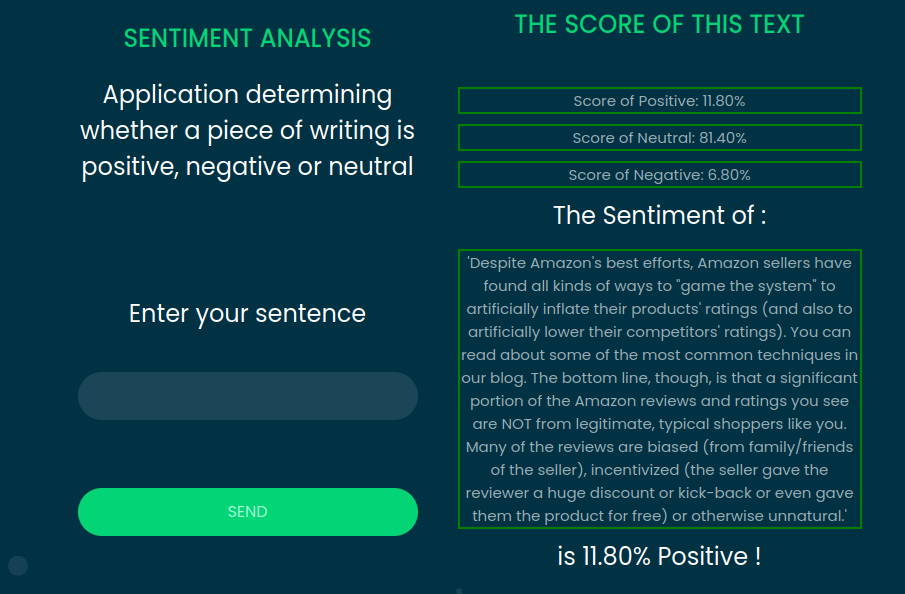 SENTIMENT ANALYSIS
Application determining
whether a piece of writing is
positive, negative or neutral
Enter your sentence
SEND
THE SCORE OF THIS TEXT
Score of Positive: 11.80%
Score of Neutral: 81.40%
Score of Negative: 6.80%
The Sentiment of :
'Despite Amazon's best efforts, Amazon sellers have
found all kinds of ways to "game the system" to
artificially inflate their products' ratings (and also to
artificially lower their competitors' ratings). You can
read about some of the most common techniques in
our blog. The bottom line, though, is that a significant
portion of the Amazon reviews and ratings you see
are NOT from legitimate, typical shoppers like you.
Many of the reviews are biased (from family/friends
of the seller), incentivized (the seller gave the
reviewer a huge discount or kick-back or even gave
them the product for free) or otherwise unnatural.'
is 11.80% Positive !